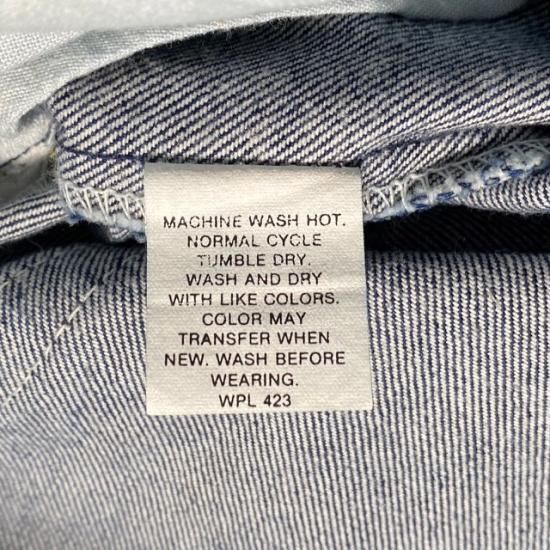 MACHINE WASH HOT.
NORMAL CYCLE
TUMBLE DRY.
WASH AND DRY
WITH LIKE COLORS.
COLOR MAY
TRANSFER WHEN
NEW. WASH BEFORE
WEARING.
WPL 423